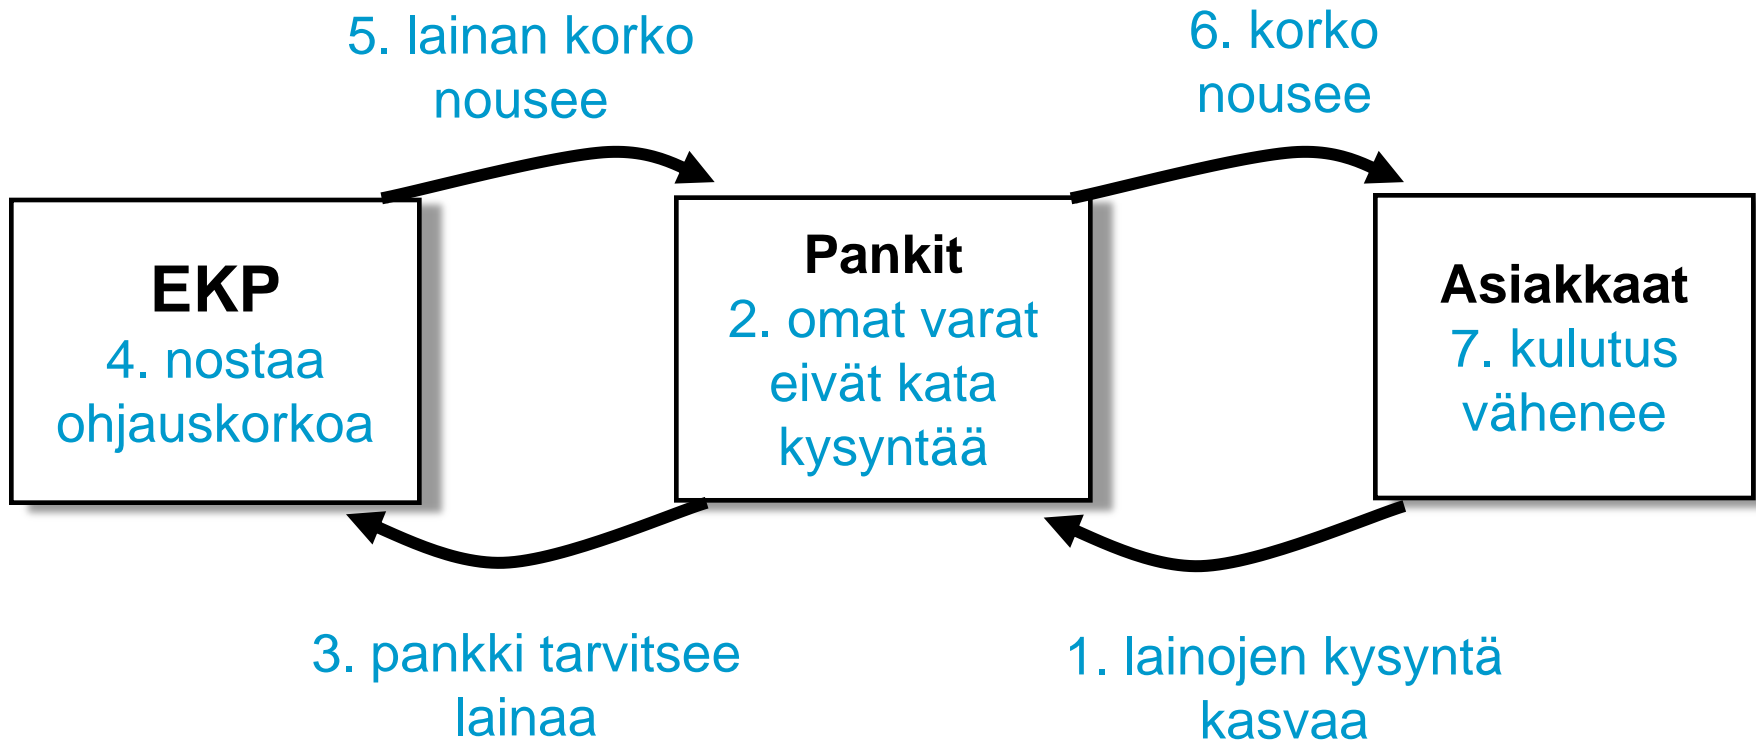 5. lainan korko
nousee
6. korko
nousee
EKP
4. nostaa
ohjauskorkoa
Pankit
2. omat varat
eivät kata
kysyntää
Asiakkaat
7. kulutus
vähenee
3. pankki tarvitsee
lainaa
1. lainojen kysyntä
kasvaa